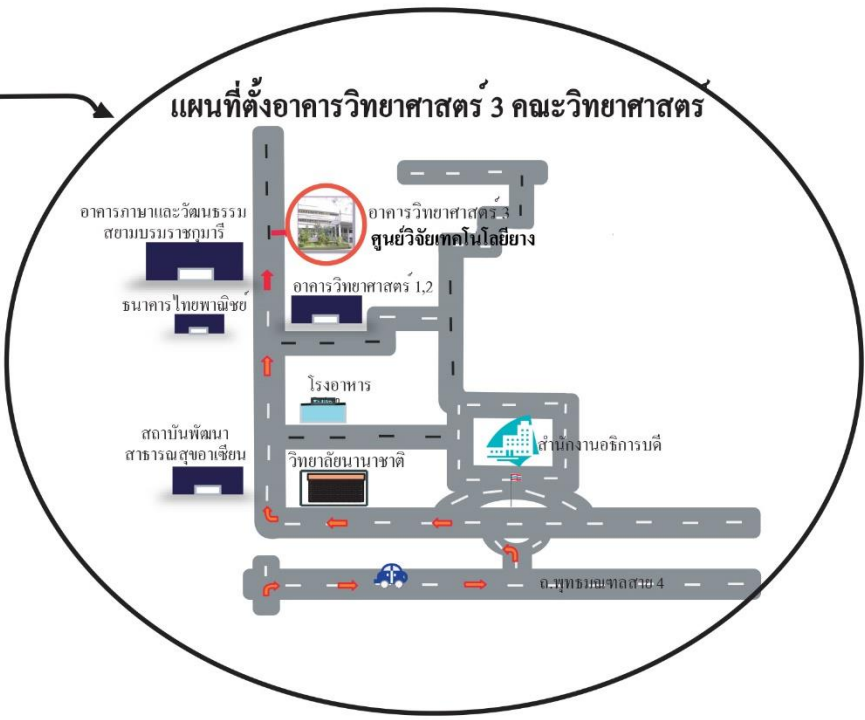 แผนที่ตั้งอาคารวิทยาศาสตร์ 3 คณะวิทยาศาสตร์
อาคารภาษาและวัฒนธรรม
สยามบรมราชกุมารี
อาคารวิทยาศาสตร์ 3
ศูนย์วิจัยเทคโนโลยียาง
ธนาคารไทยพาณิชย์
อาคารวิทยาศาสตร์ 1,2
โรงอาหาร
สถาบันพัฒนา
สาธารณสุขอาเซียน
วิทยาลัยนานาชาติ
สำนักงานอธิการบดี
ถ.พุทธมณฑลสาย 4